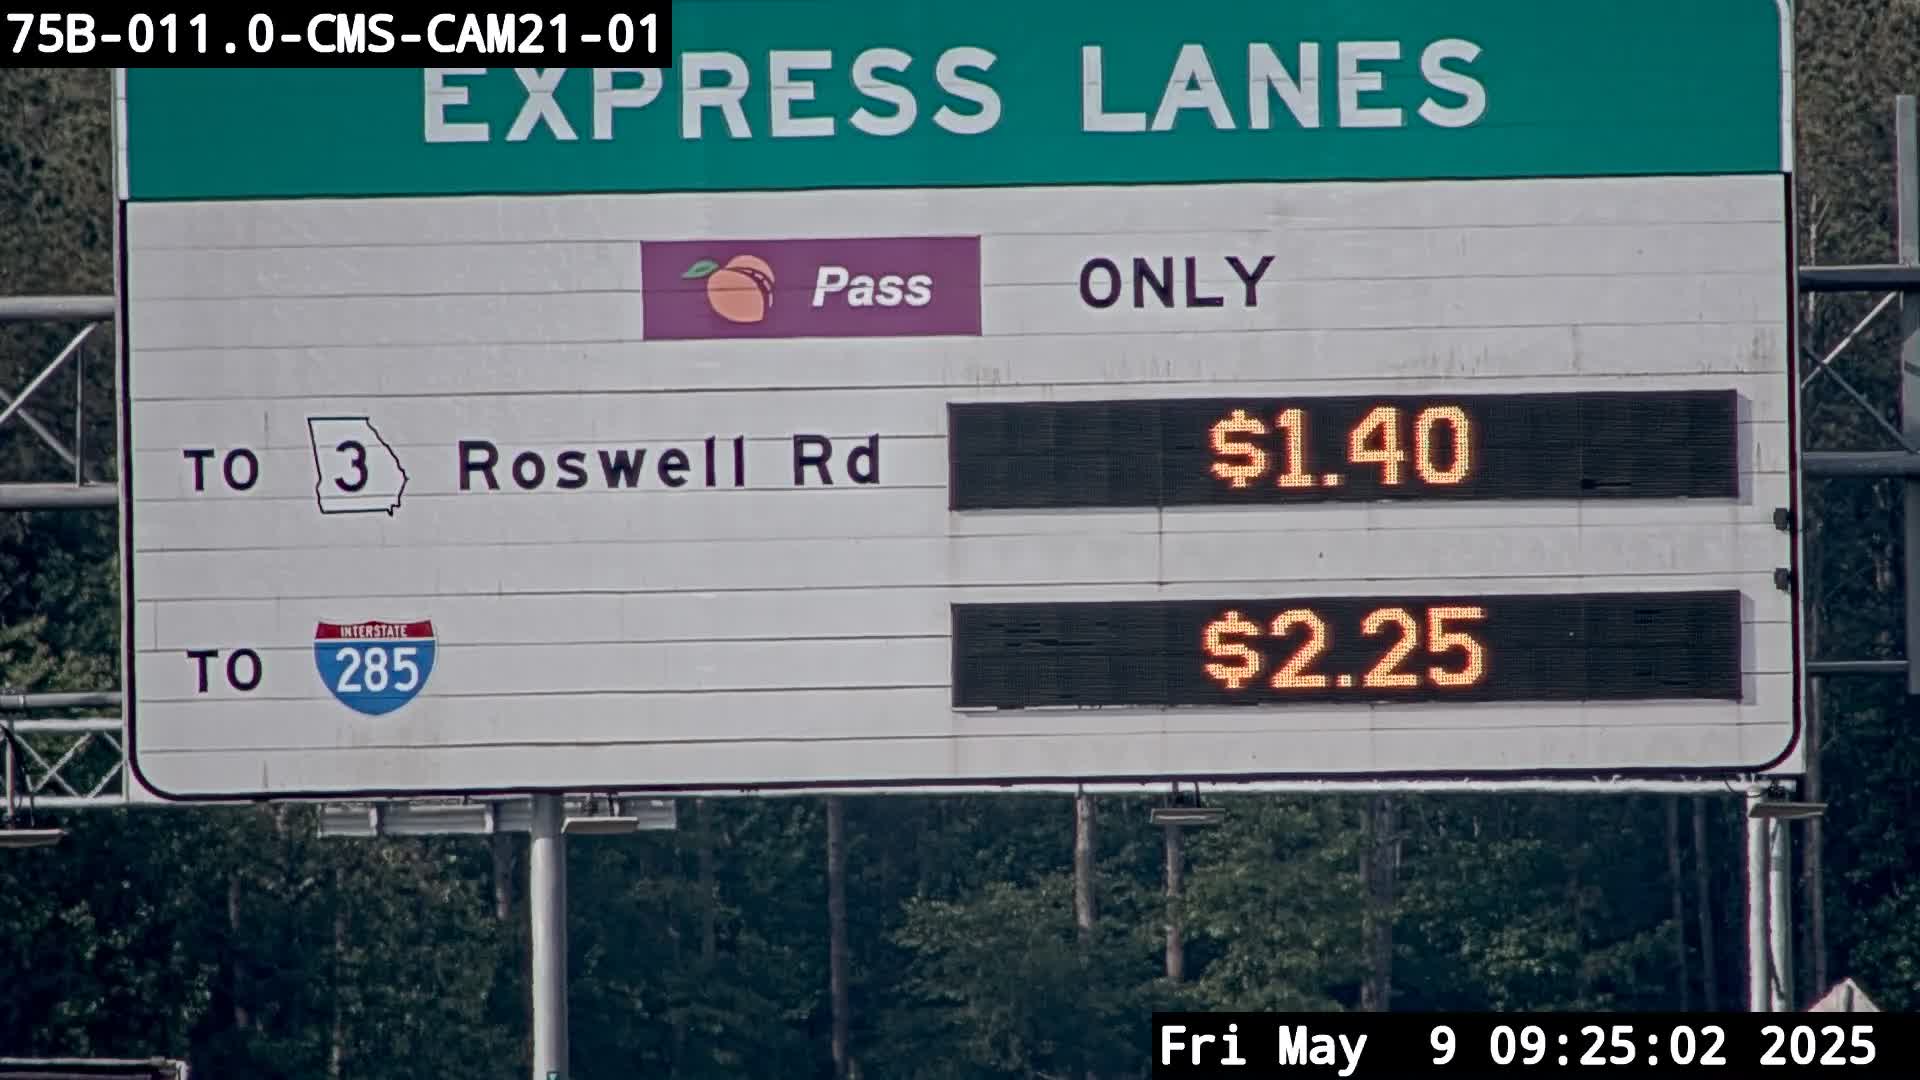 75B-011.0-CMS-CAM21-01
EXPRESS LANES
Pass ONLY
TO 3 Roswell Rd $1.40
TO INTERSTATE 285 $2.25
Fri May 9 09:25:02 2025